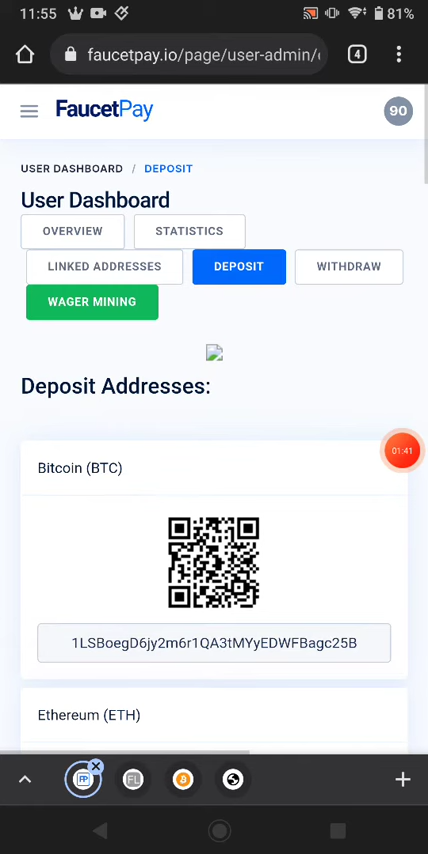 11:55
81%
faucetpay.io/page/user-admin/
4
FaucetPay
90
USER DASHBOARD / DEPOSIT
User Dashboard
OVERVIEW
STATISTICS
LINKED ADDRESSES
DEPOSIT
WITHDRAW
WAGER MINING
Deposit Addresses:
01:41
Bitcoin (BTC)
1LSBoegD6jy2m6r1QA3tMYyEDWFBagc25B
Ethereum (ETH)
FP
FL